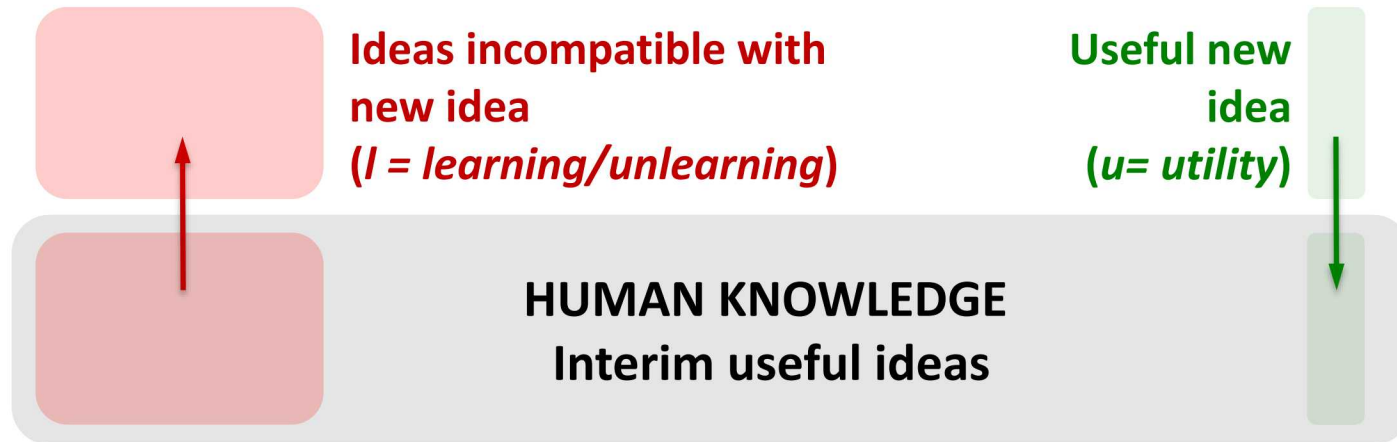 Ideas incompatible with
new idea
(l = learning/unlearning)
Useful new
idea
(u= utility)
HUMAN KNOWLEDGE
Interim useful ideas